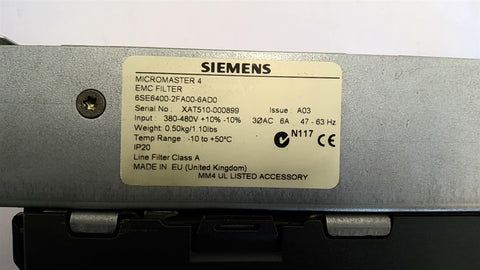 SIEMENS
MICROMASTER 4
EMC FILTER
6SE6400-2FA00-6AD0
Serial No : XAT510-000899 Issue A03
Input : 380-480V +10% -10% 3ØAC 6A 47 - 63 Hz
Weight: 0.50kg/1.10lbs
N117 CE
Temp Range : -10 to +50°C
IP20
Line Filter Class A
MADE IN EU (United Kingdom)
MM4 UL LISTED ACCESSORY